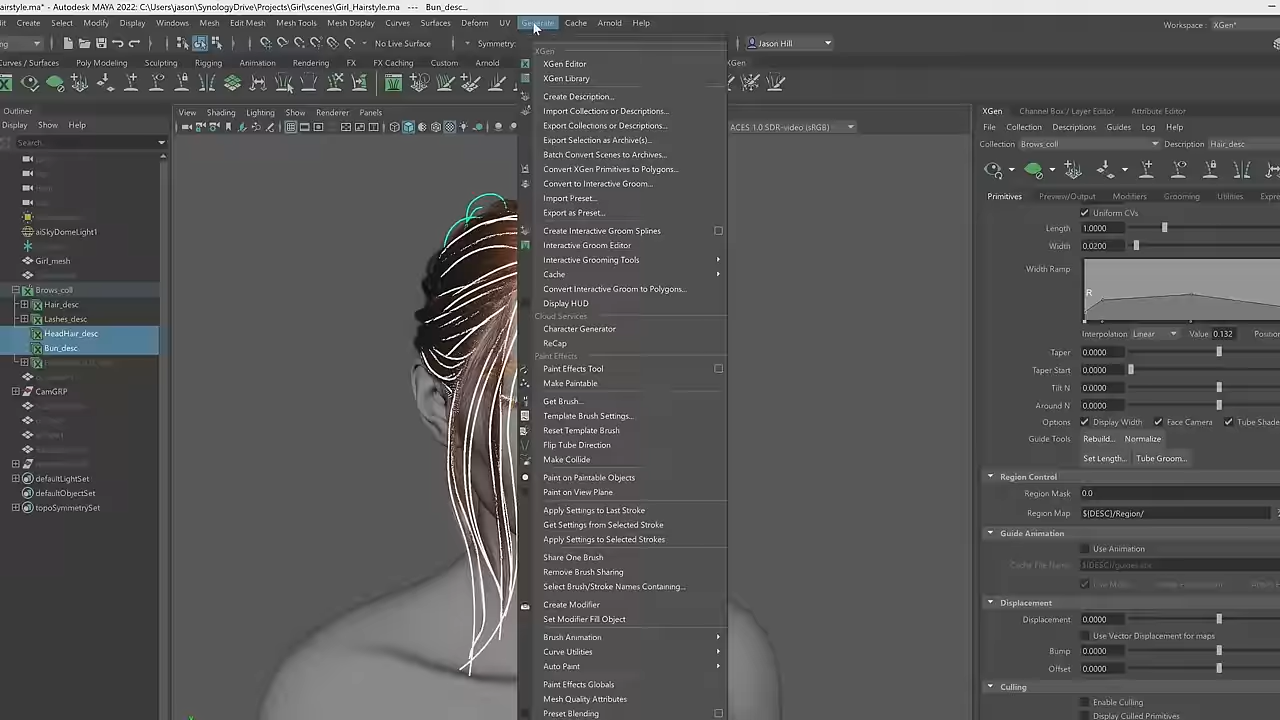 airstyle.ma* - Autodesk MAYA 2022: C:\Users\jason\SynologyDrive\Projects\Girl\scenes\Girl_Hairstyle.ma --- Bun_desc...
it Create Select Modify Display Windows Mesh Edit Mesh Mesh Tools Mesh Display Curves Surfaces Deform UV Generate Cache Arnold Help
Workspace : XGen*
ng No Live Surface Symmetry: Jason Hill
Curves / Surfaces Poly Modeling Sculpting Rigging Animation Rendering FX FX Caching Custom Arnold XGen
Outliner
Display Show Help
Search...
aiSkyDomeLight1
Girl_mesh
Brows_coll
Hair_desc
Lashes_desc
HeadHair_desc
Bun_desc
CamGRP
defaultLightSet
defaultObjectSet
topoSymmetrySet
View Shading Lighting Show Renderer Panels
ACES 1.0 SDR-video (sRGB)
XGen
XGen Editor
XGen Library
Create Description...
Import Collections or Descriptions...
Export Collections or Descriptions...
Export Selection as Archive(s)...
Batch Convert Scenes to Archives...
Convert XGen Primitives to Polygons...
Convert to Interactive Groom...
Import Preset...
Export as Preset...
Create Interactive Groom Splines
Interactive Groom Editor
Interactive Grooming Tools
Cache
Convert Interactive Groom to Polygons...
Display HUD
Cloud Services
Character Generator
ReCap
Paint Effects
Paint Effects Tool
Make Paintable
Get Brush...
Template Brush Settings...
Reset Template Brush
Flip Tube Direction
Make Collide
Paint on Paintable Objects
Paint on View Plane
Apply Settings to Last Stroke
Get Settings from Selected Stroke
Apply Settings to Selected Strokes
Share One Brush
Remove Brush Sharing
Select Brush/Stroke Names Containing...
Create Modifier
Set Modifier Fill Object
Brush Animation
Curve Utilities
Auto Paint
Paint Effects Globals
Mesh Quality Attributes
Preset Blending
XGen Channel Box / Layer Editor Attribute Editor
File Collection Descriptions Guides Log Help
Collection Brows_coll Description Hair_desc
Primitives Preview/Output Modifiers Grooming Utilities Expre
Uniform CVs
Length 1.0000
Width 0.0200
Width Ramp
R
Interpolation Linear Value 0.132 Position
Taper 0.0000
Taper Start 0.0000
Tilt N 0.0000
Around N 0.0000
Options Display Width Face Camera Tube Shade
Guide Tools Rebuild... Normalize
Set Length... Tube Groom...
Region Control
Region Mask 0.0
Region Map ${DESC}/Region/
Guide Animation
Use Animation
Cache File Name ${DESC}/guides.abc
Displacement
Displacement 0.0000
Use Vector Displacement for maps
Bump 0.0000
Offset 0.0000
Culling
Enable Culling
Display Culled Primitives